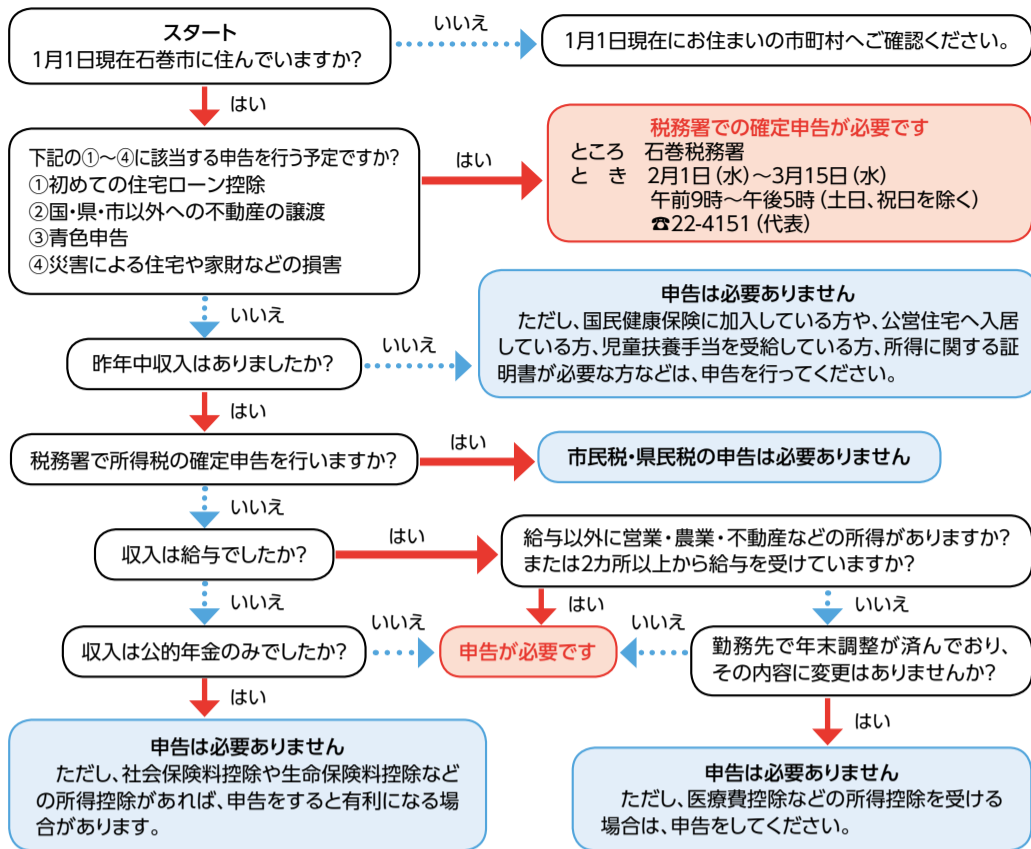 スタート
1月1日現在石巻市に住んでいますか?
いいえ
1月1日現在にお住まいの市町村へご確認ください。
はい
下記の①~④に該当する申告を行う予定ですか?
①初めての住宅ローン控除
②国・県・市以外への不動産の譲渡
③青色申告
④災害による住宅や家財などの損害
はい
税務署での確定申告が必要です
ところ 石巻税務署
と き 2月1日(水)~3月15日(水)
午前9時~午後5時(土日、祝日を除く)
☎22-4151(代表)
いいえ
昨年中収入はありましたか?
いいえ
申告は必要ありません
ただし、国民健康保険に加入している方や、公営住宅へ入居
している方、児童扶養手当を受給している方、所得に関する証
明書が必要な方などは、申告を行ってください。
はい
税務署で所得税の確定申告を行いますか?
はい
市民税・県民税の申告は必要ありません
いいえ
収入は給与でしたか?
はい
給与以外に営業・農業・不動産などの所得がありますか?
または2カ所以上から給与を受けていますか?
いいえ
はい
いいえ
収入は公的年金のみでしたか?
いいえ
申告が必要です
いいえ
勤務先で年末調整が済んでおり、
その内容に変更はありませんか?
はい
はい
申告は必要ありません
ただし、社会保険料控除や生命保険料控除など
の所得控除があれば、申告をすると有利になる場
合があります。
申告は必要ありません
ただし、医療費控除などの所得控除を受ける
場合は、申告をしてください。